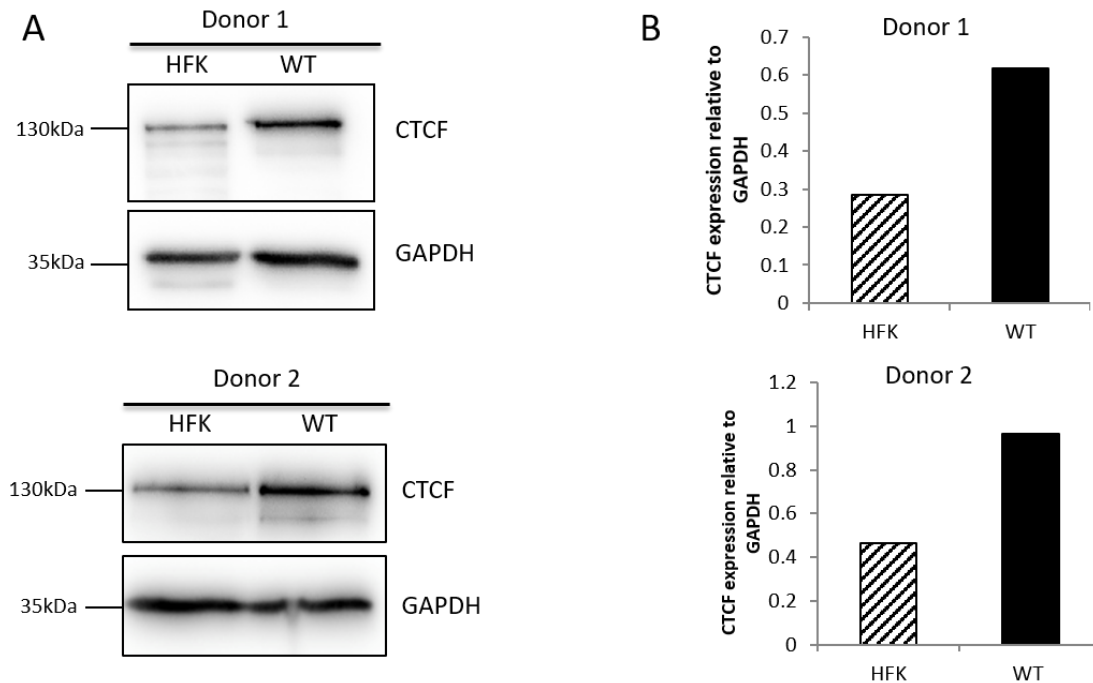 A
Donor 1
HFK WT
130kDa
CTCF
35kDa
GAPDH
Donor 2
HFK WT
130kDa
CTCF
35kDa
GAPDH
B
Donor 1
CTCF expression relative to
GAPDH
0.7
0.6
0.5
0.4
0.3
0.2
0.1
0
HFK WT
Donor 2
CTCF expression relative to
GAPDH
1.2
1
0.8
0.6
0.4
0.2
0
HFK WT